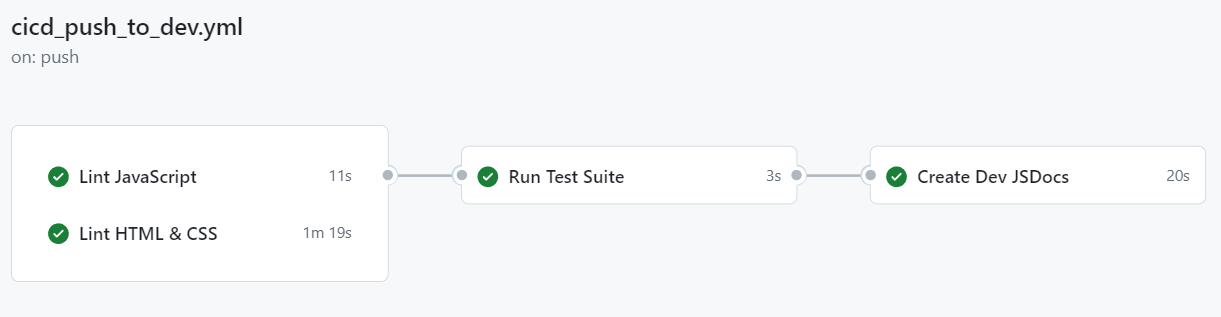 cicd_push_to_dev.yml
on: push
Lint JavaScript 11s
Lint HTML & CSS 1m 19s
Run Test Suite 3s
Create Dev JSDocs 20s